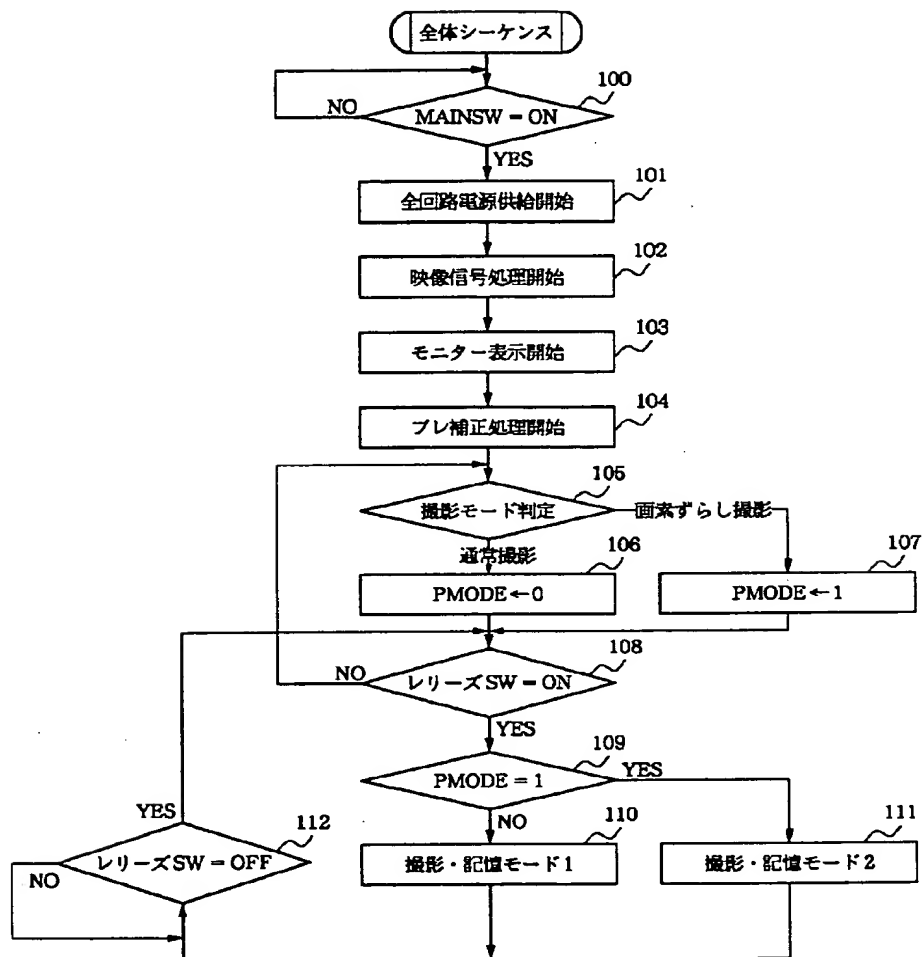 全体シーケンス
100
NO
MAINSW = ON
YES
101
全回路電源供給開始
102
映像信号処理開始
103
モニター表示開始
104
ブレ補正処理開始
105
撮影モード判定
画素ずらし撮影
通常撮影
106
107
PMODE←0
PMODE←1
108
NO
レリーズSW = ON
YES
109
PMODE = 1
YES
YES
112
NO
110
111
レリーズSW = OFF
NO
撮影・記憶モード1
撮影・記憶モード2